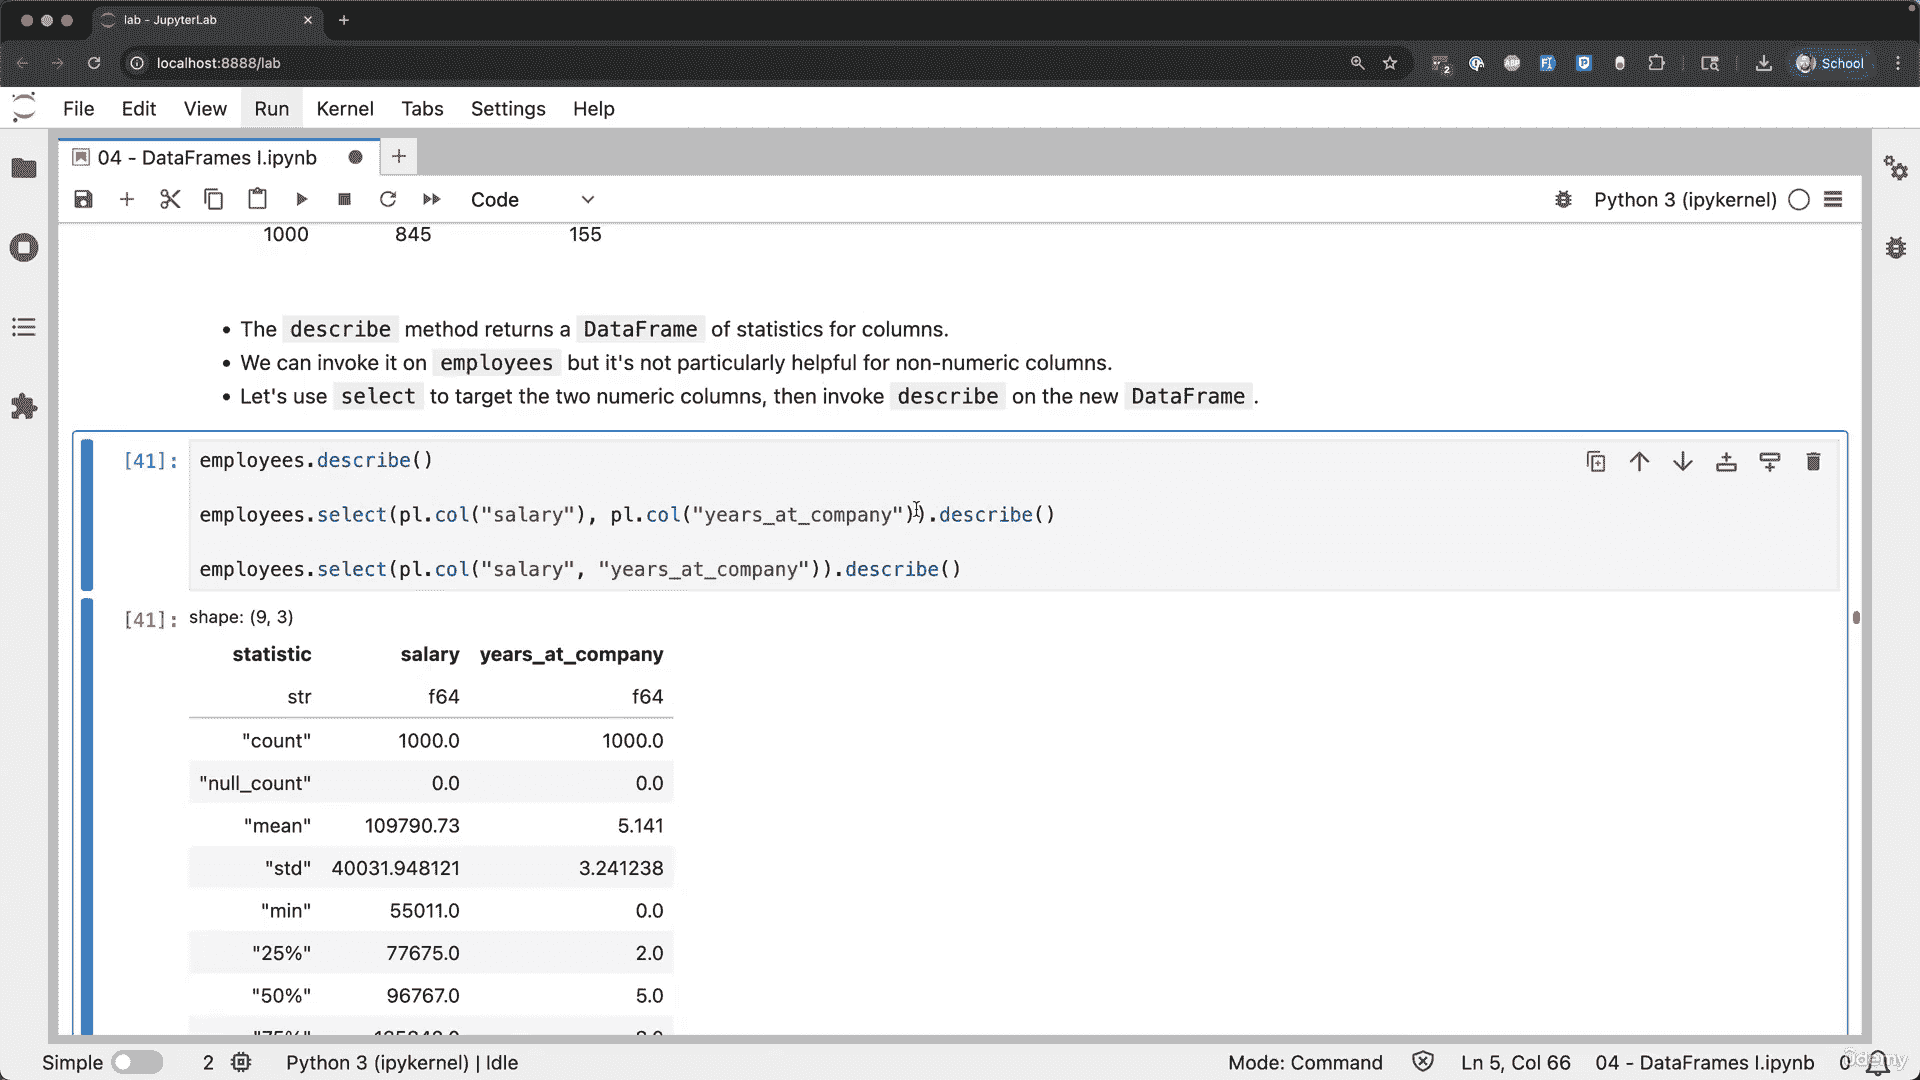 lab - JupyterLab
localhost:8888/lab
2
School
File Edit View Run Kernel Tabs Settings Help
04 - DataFrames I.ipynb
Code
Python 3 (ipykernel)
1000 845 155
• The describe method returns a DataFrame of statistics for columns.
• We can invoke it on employees but it's not particularly helpful for non-numeric columns.
• Let's use select to target the two numeric columns, then invoke describe on the new DataFrame.
[41]: employees.describe()
employees.select(pl.col("salary"), pl.col("years_at_company")).describe()
employees.select(pl.col("salary", "years_at_company")).describe()
[41]: shape: (9, 3)
statistic salary years_at_company
str f64 f64
"count" 1000.0 1000.0
"null_count" 0.0 0.0
"mean" 109790.73 5.141
"std" 40031.948121 3.241238
"min" 55011.0 0.0
"25%" 77675.0 2.0
"50%" 96767.0 5.0
"75%"
Simple 2 Python 3 (ipykernel) | Idle Mode: Command Ln 5, Col 66 04 - DataFrames I.ipynb 0
udemy